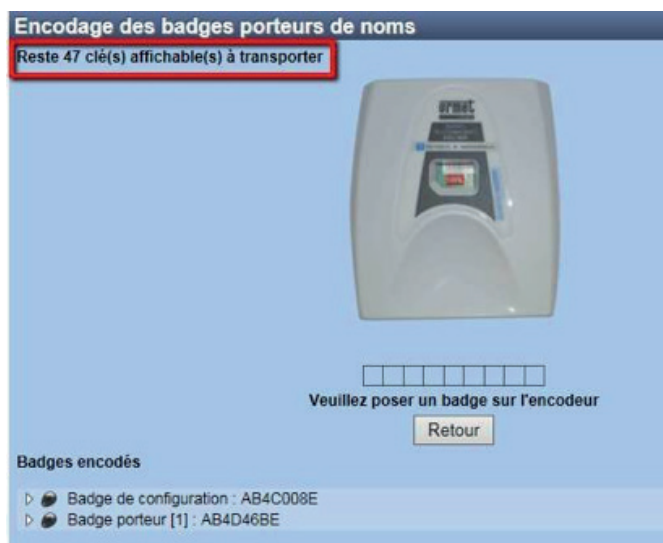 Encodage des badges porteurs de noms
Reste 47 clé(s) affichable(s) à transporter
urmet
Veuillez poser un badge sur l'encodeur
Retour
Badges encodés
Badge de configuration : AB4C008E
Badge porteur [1] : AB4D46BE